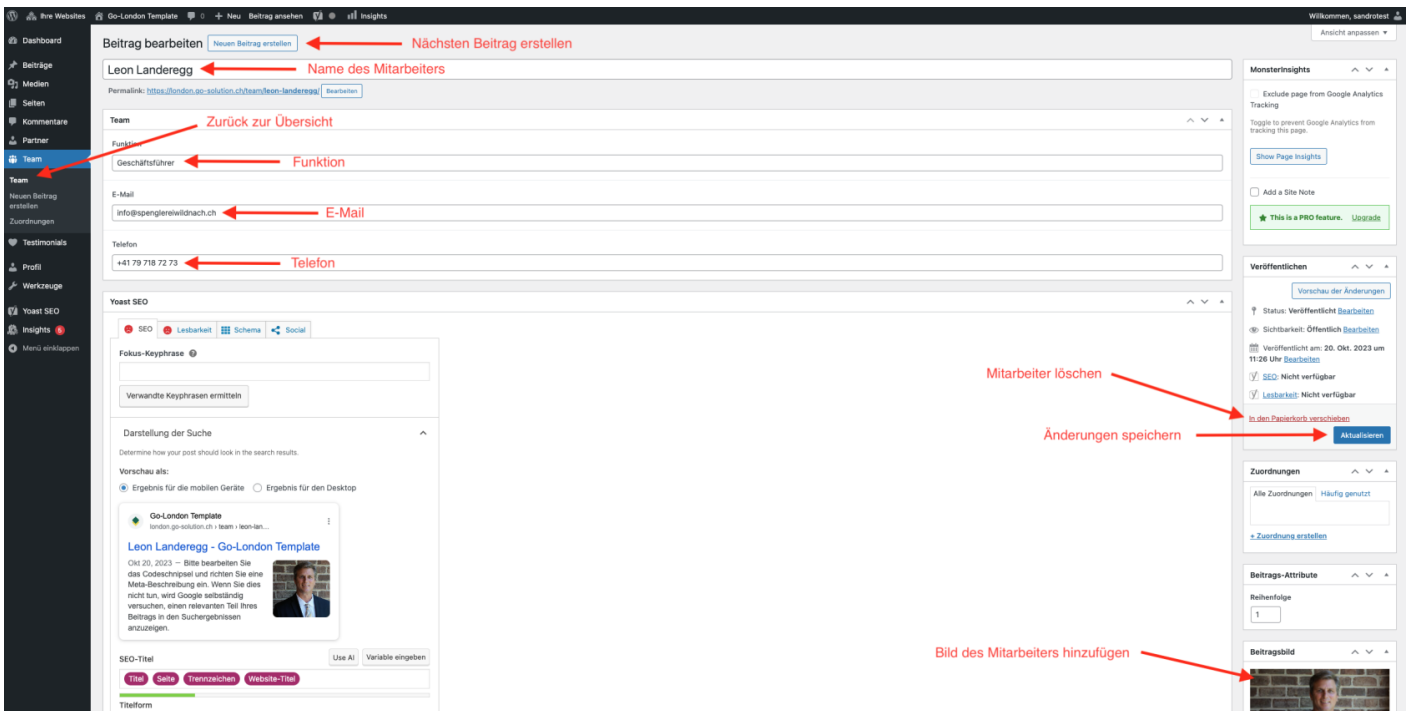 Ihre Websites Go-London Template 0 + Neu Beitrag ansehen Insights
Willkommen, sandrotest
Ansicht anpassen
Dashboard
Beiträge
Medien
Seiten
Kommentare
Partner
Team
Team
Neuen Beitrag
erstellen
Zuordnungen
Testimonials
Profil
Werkzeuge
Yoast SEO
Insights 5
Menü einklappen
Beitrag bearbeiten Neuen Beitrag erstellen
Nächsten Beitrag erstellen
Leon Landeregg
Name des Mitarbeiters
Permalink: https://london.go-solution.ch/team/leon-landeregg/ Bearbeiten
Zurück zur Übersicht
Team
Funktion
Geschäftsführer
Funktion
E-Mail
info@spenglereiwildnach.ch
E-Mail
Telefon
+41 79 718 72 73
Telefon
Yoast SEO
SEO Lesbarkeit Schema Social
Fokus-Keyphrase
Verwandte Keyphrasen ermitteln
Darstellung der Suche
Determine how your post should look in the search results.
Vorschau als:
Ergebnis für die mobilen Geräte Ergebnis für den Desktop
Go-London Template
london.go-solution.ch › team › leon-lan...
Leon Landeregg - Go-London Template
Okt 20, 2023 – Bitte bearbeiten Sie
das Codeschnipsel und richten Sie eine
Meta-Beschreibung ein. Wenn Sie dies
nicht tun, wird Google selbständig
versuchen, einen relevanten Teil Ihres
Beitrags in den Suchergebnissen
anzuzeigen.
SEO-Titel
Use AI Variable eingeben
Titel Seite Trennzeichen Website-Titel
Titelform
MonsterInsights
Exclude page from Google Analytics
Tracking
Toggle to prevent Google Analytics from
tracking this page.
Show Page Insights
Add a Site Note
This is a PRO feature. Upgrade
Veröffentlichen
Vorschau der Änderungen
Status: Veröffentlicht Bearbeiten
Sichtbarkeit: Öffentlich Bearbeiten
Veröffentlicht am: 20. Okt. 2023 um
11:26 Uhr Bearbeiten
SEO: Nicht verfügbar
Lesbarkeit: Nicht verfügbar
Mitarbeiter löschen
In den Papierkorb verschieben
Änderungen speichern
Aktualisieren
Zuordnungen
Alle Zuordnungen Häufig genutzt
+ Zuordnung erstellen
Beitrags-Attribute
Reihenfolge
1
Bild des Mitarbeiters hinzufügen
Beitragsbild